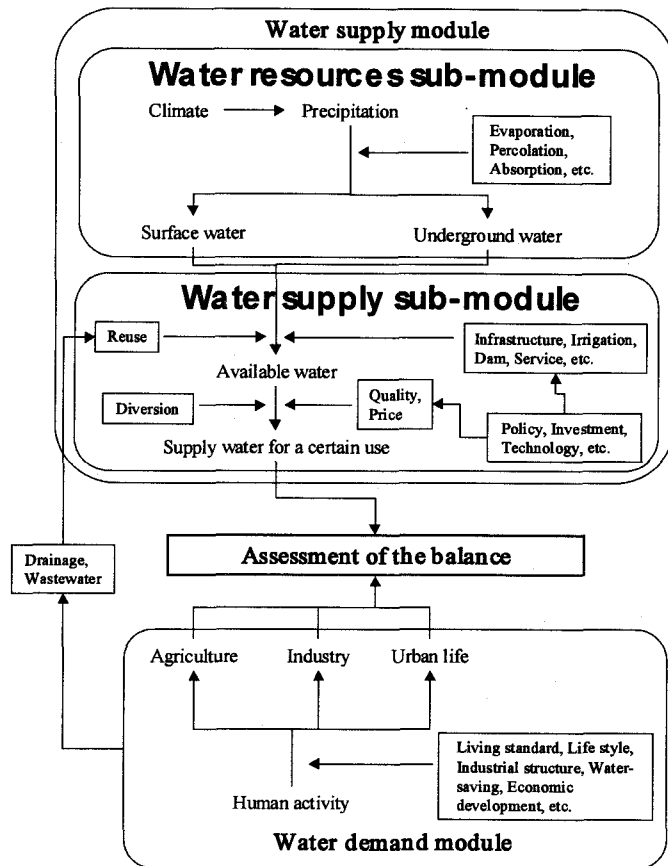 Water supply module
Water resources sub-module
Climate
Precipitation
Evaporation,
Percolation,
Absorption, etc.
Surface water
Underground water
Water supply sub-module
Reuse
Infrastructure, Irrigation,
Dam, Service, etc.
Available water
Diversion
Quality,
Price
Policy, Investment,
Technology, etc.
Supply water for a certain use
Assessment of the balance
Drainage,
Wastewater
Agriculture
Industry
Urban life
Living standard, Life style,
Industrial structure, Water-
saving, Economic
development, etc.
Human activity
Water demand module